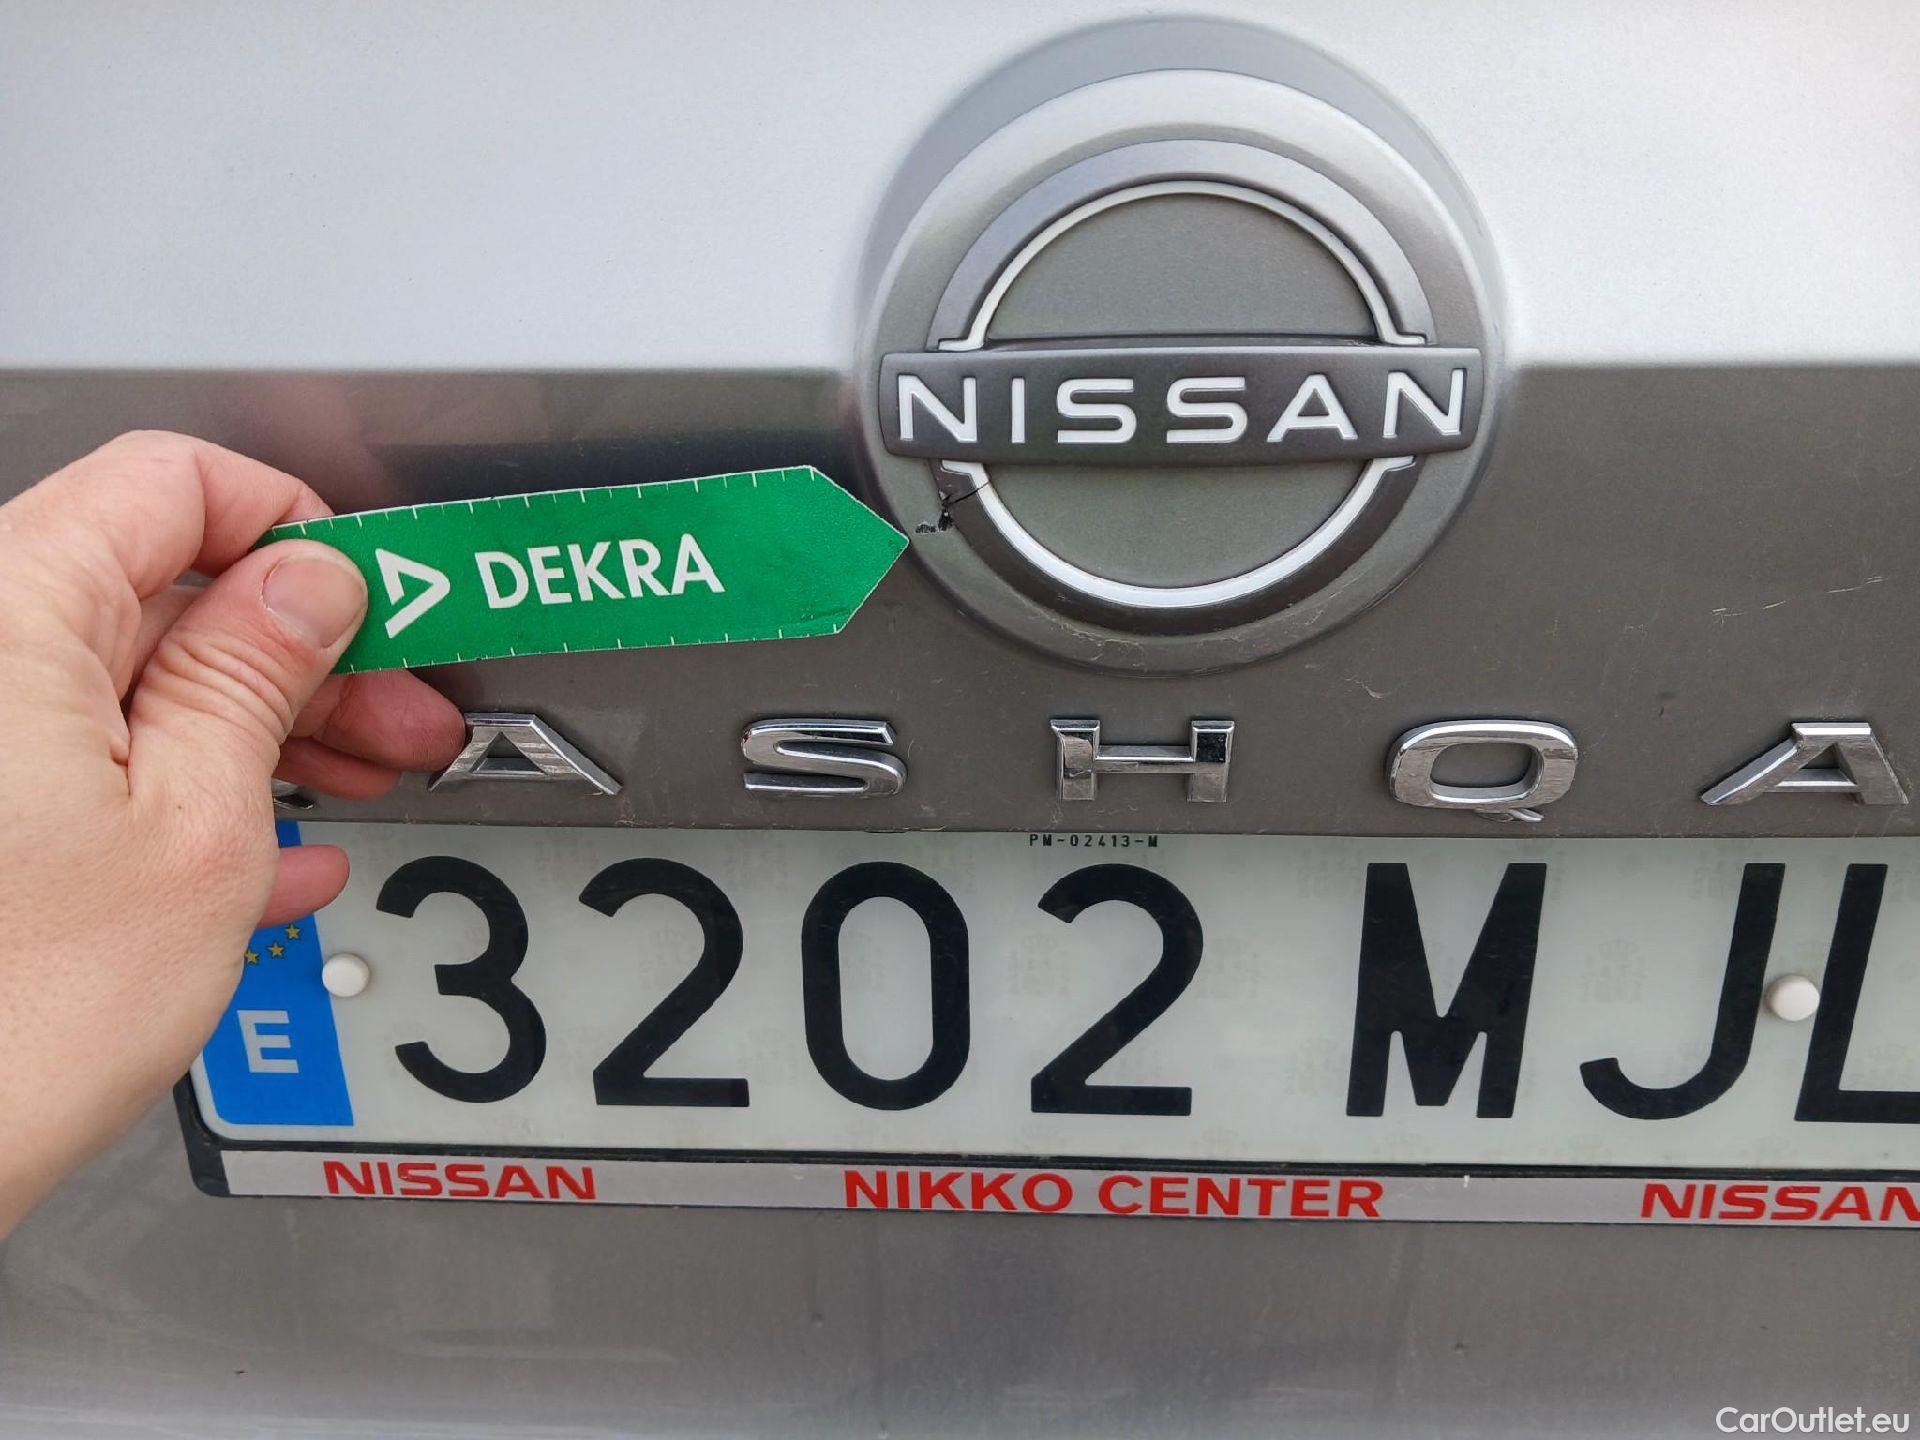 NISSAN
DEKRA
ASHQA
PM-02413-M
3202 MJL
E
NISSAN NIKKO CENTER NISSAN
CarOutlet.eu